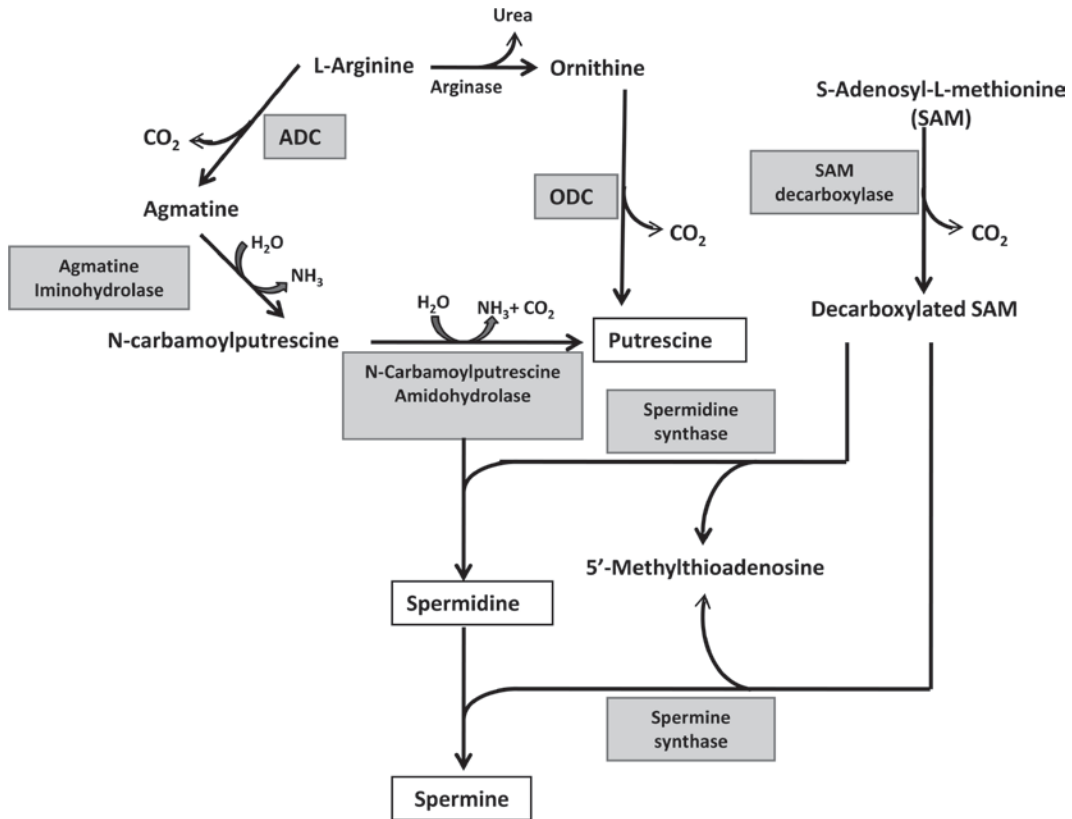 Urea
L-Arginine
Arginase
Ornithine
S-Adenosyl-L-methionine
(SAM)
CO₂
ADC
SAM
decarboxylase
Agmatine
ODC
CO₂
CO₂
H₂O
Agmatine
Iminohydrolase
NH₃
H₂O
NH₃+ CO₂
Decarboxylated SAM
N-carbamoylputrescine
Putrescine
N-Carbamoylputrescine
Amidohydrolase
Spermidine
synthase
5’-Methylthioadenosine
Spermidine
Spermine
synthase
Spermine